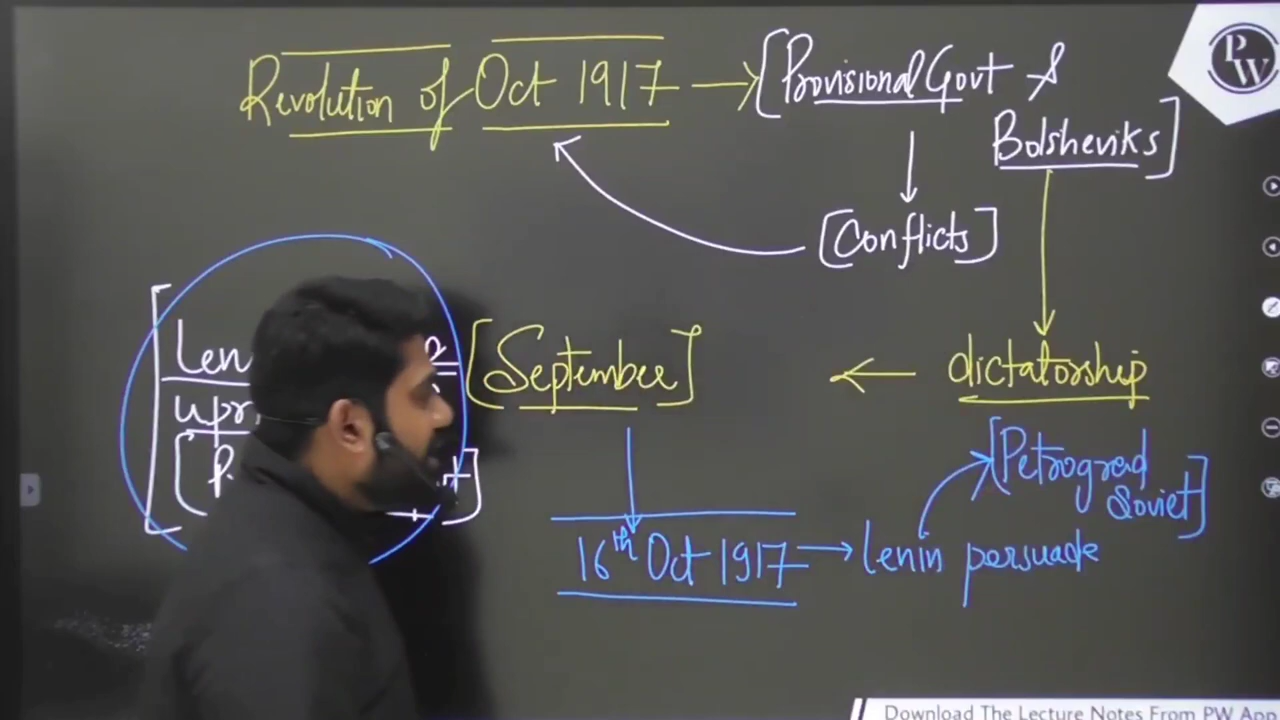 Revolution of Oct 1917 → [Provisional Govt &
Bolsheviks]
[Conflicts]
[September]
← dictatorship
[Petrograd
Soviet]
16th Oct 1917 → Lenin persuade
PW
Download The Lecture Notes From PW App